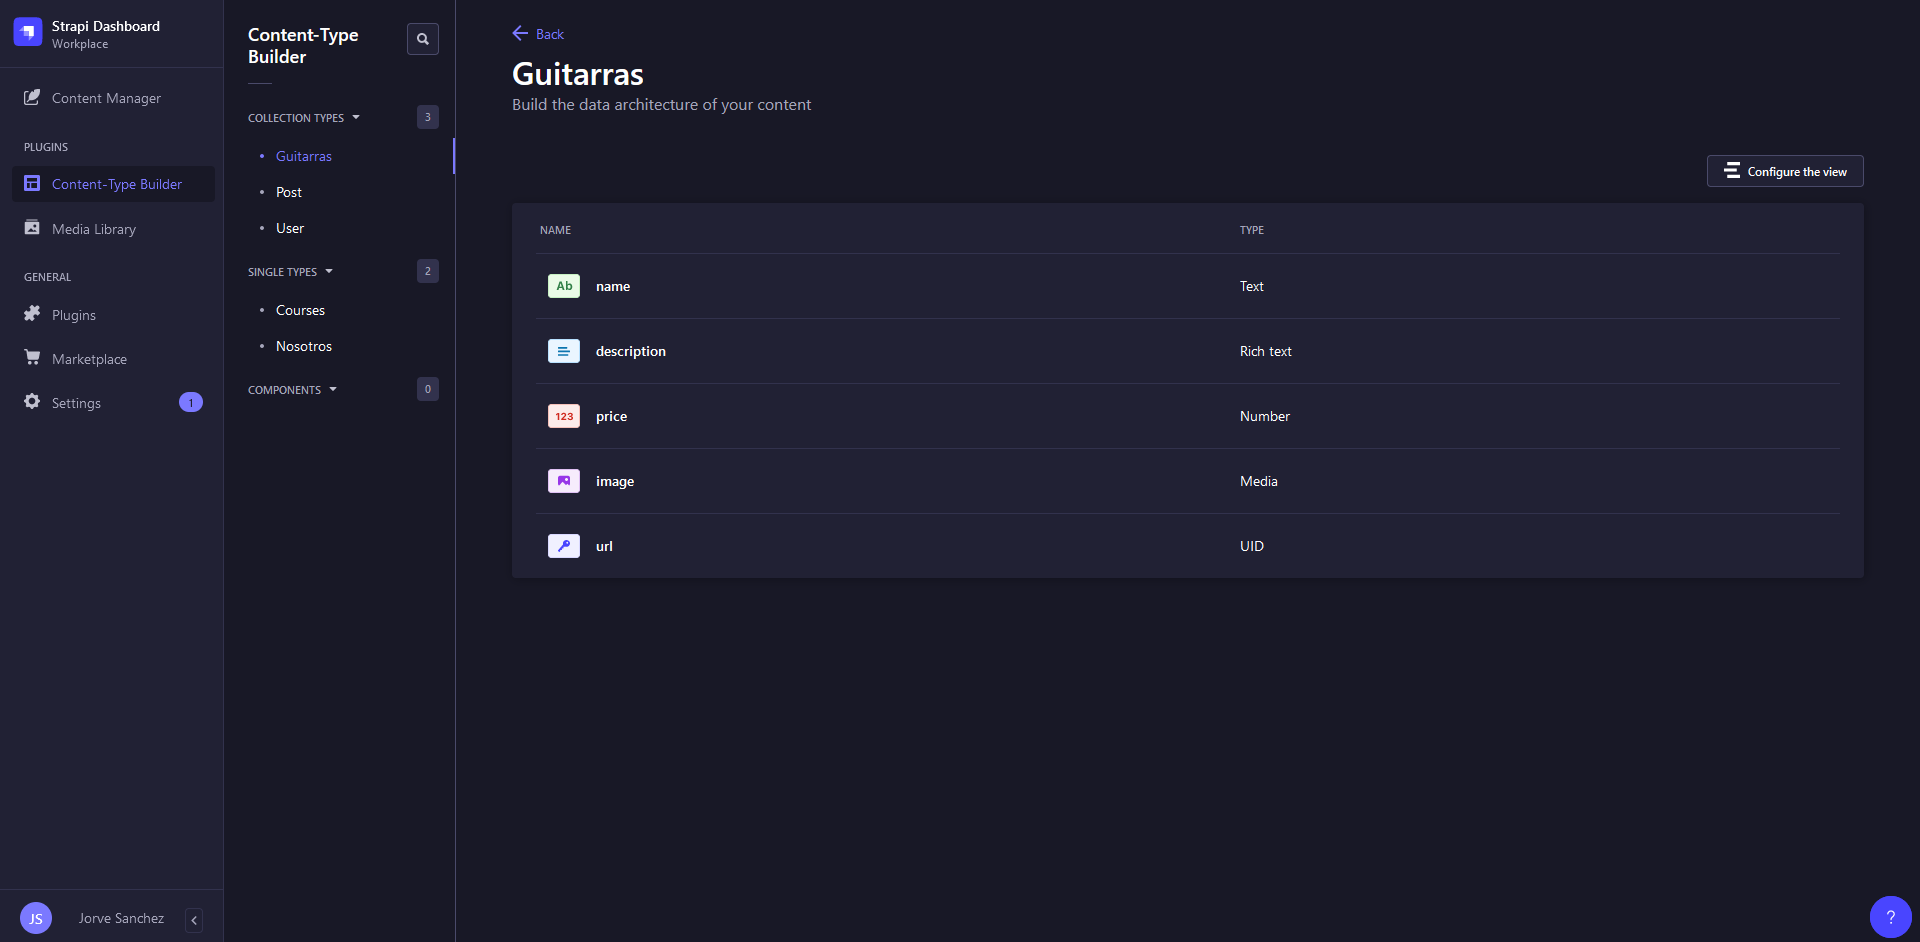 Strapi Dashboard
Workplace
Content Manager
PLUGINS
Content-Type Builder
Media Library
GENERAL
Plugins
Marketplace
Settings
1
JS
Jorve Sanchez
Content-Type
Builder
COLLECTION TYPES
3
Guitarras
Post
User
SINGLE TYPES
2
Courses
Nosotros
COMPONENTS
0
Back
Guitarras
Build the data architecture of your content
Configure the view
NAME TYPE
Ab name Text
description Rich text
123 price Number
image Media
url UID
?